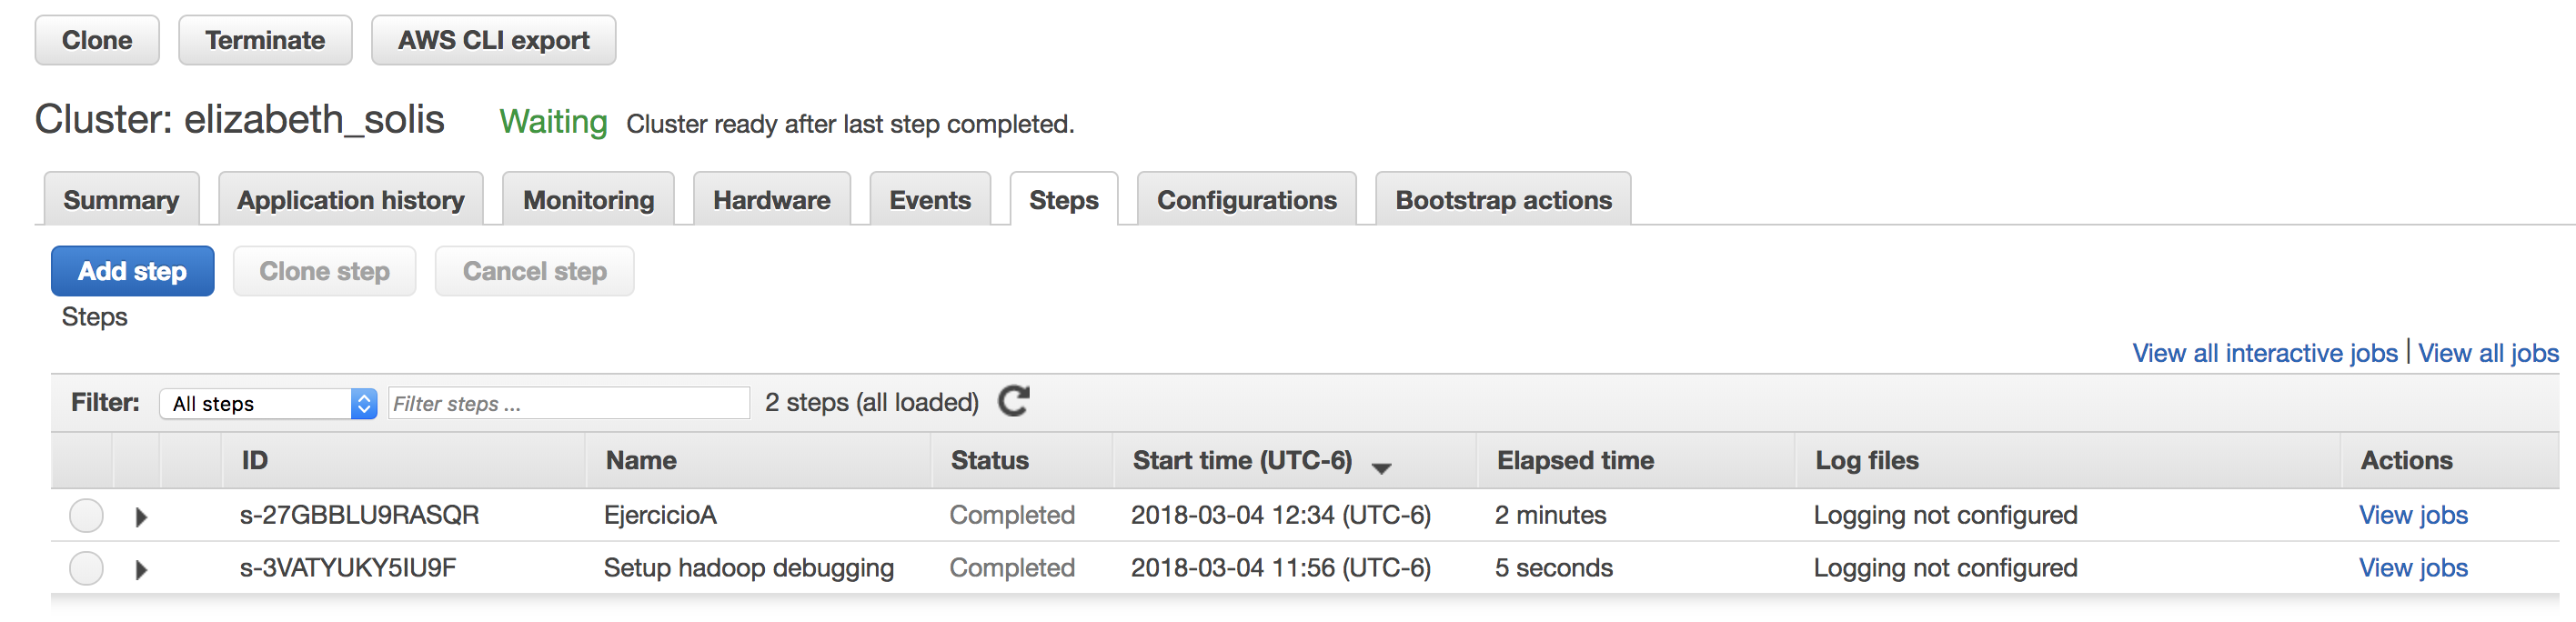 Clone Terminate AWS CLI export
Cluster: elizabeth_solis Waiting Cluster ready after last step completed.
Summary Application history Monitoring Hardware Events Steps Configurations Bootstrap actions
Add step Clone step Cancel step
Steps
View all interactive jobs | View all jobs
Filter: All steps Filter steps ... 2 steps (all loaded)
ID Name Status Start time (UTC-6) Elapsed time Log files Actions
s-27GBBLU9RASQR EjercicioA Completed 2018-03-04 12:34 (UTC-6) 2 minutes Logging not configured View jobs
s-3VATYUKY5IU9F Setup hadoop debugging Completed 2018-03-04 11:56 (UTC-6) 5 seconds Logging not configured View jobs